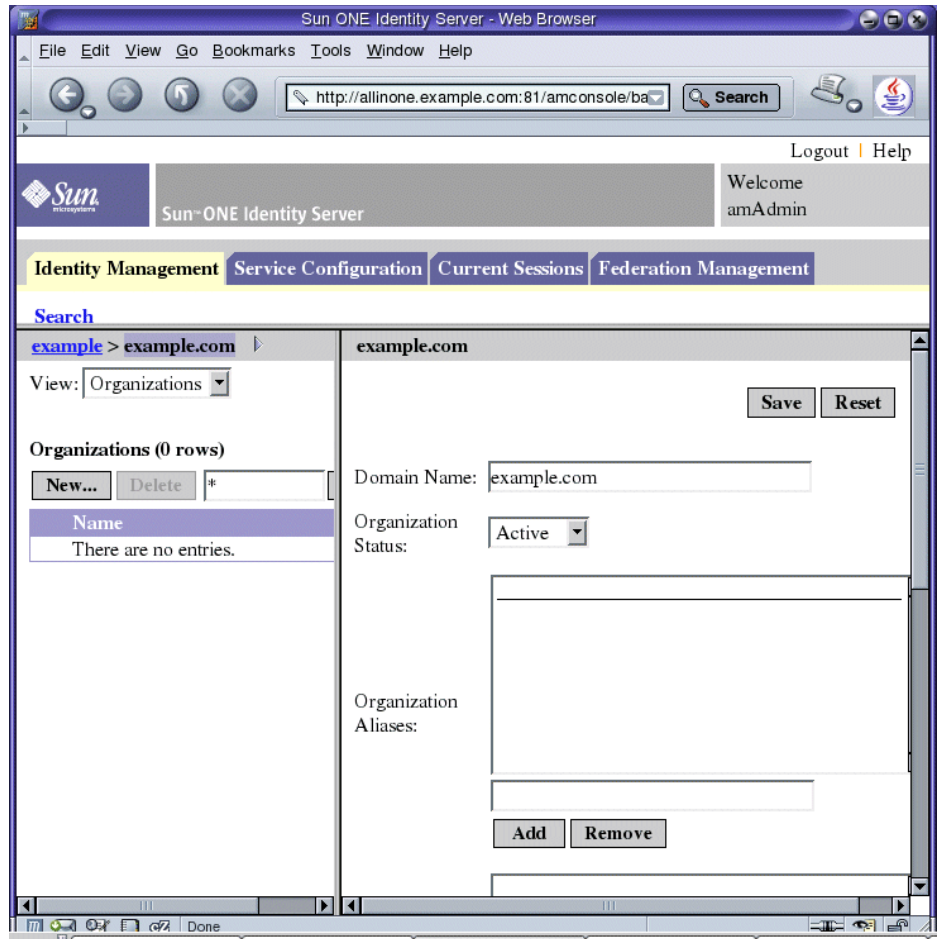 Sun ONE Identity Server - Web Browser
File Edit View Go Bookmarks Tools Window Help
http://allinone.example.com:81/amconsole/ba
Search
Logout | Help
Sun
microsystems
Sun™ ONE Identity Server
Welcome
amAdmin
Identity Management Service Configuration Current Sessions Federation Management
Search
example > example.com
View: Organizations
Organizations (0 rows)
New... Delete *
Name
There are no entries.
example.com
Save Reset
Domain Name: example.com
Organization
Status:
Active
Organization
Aliases:
Add Remove
Done